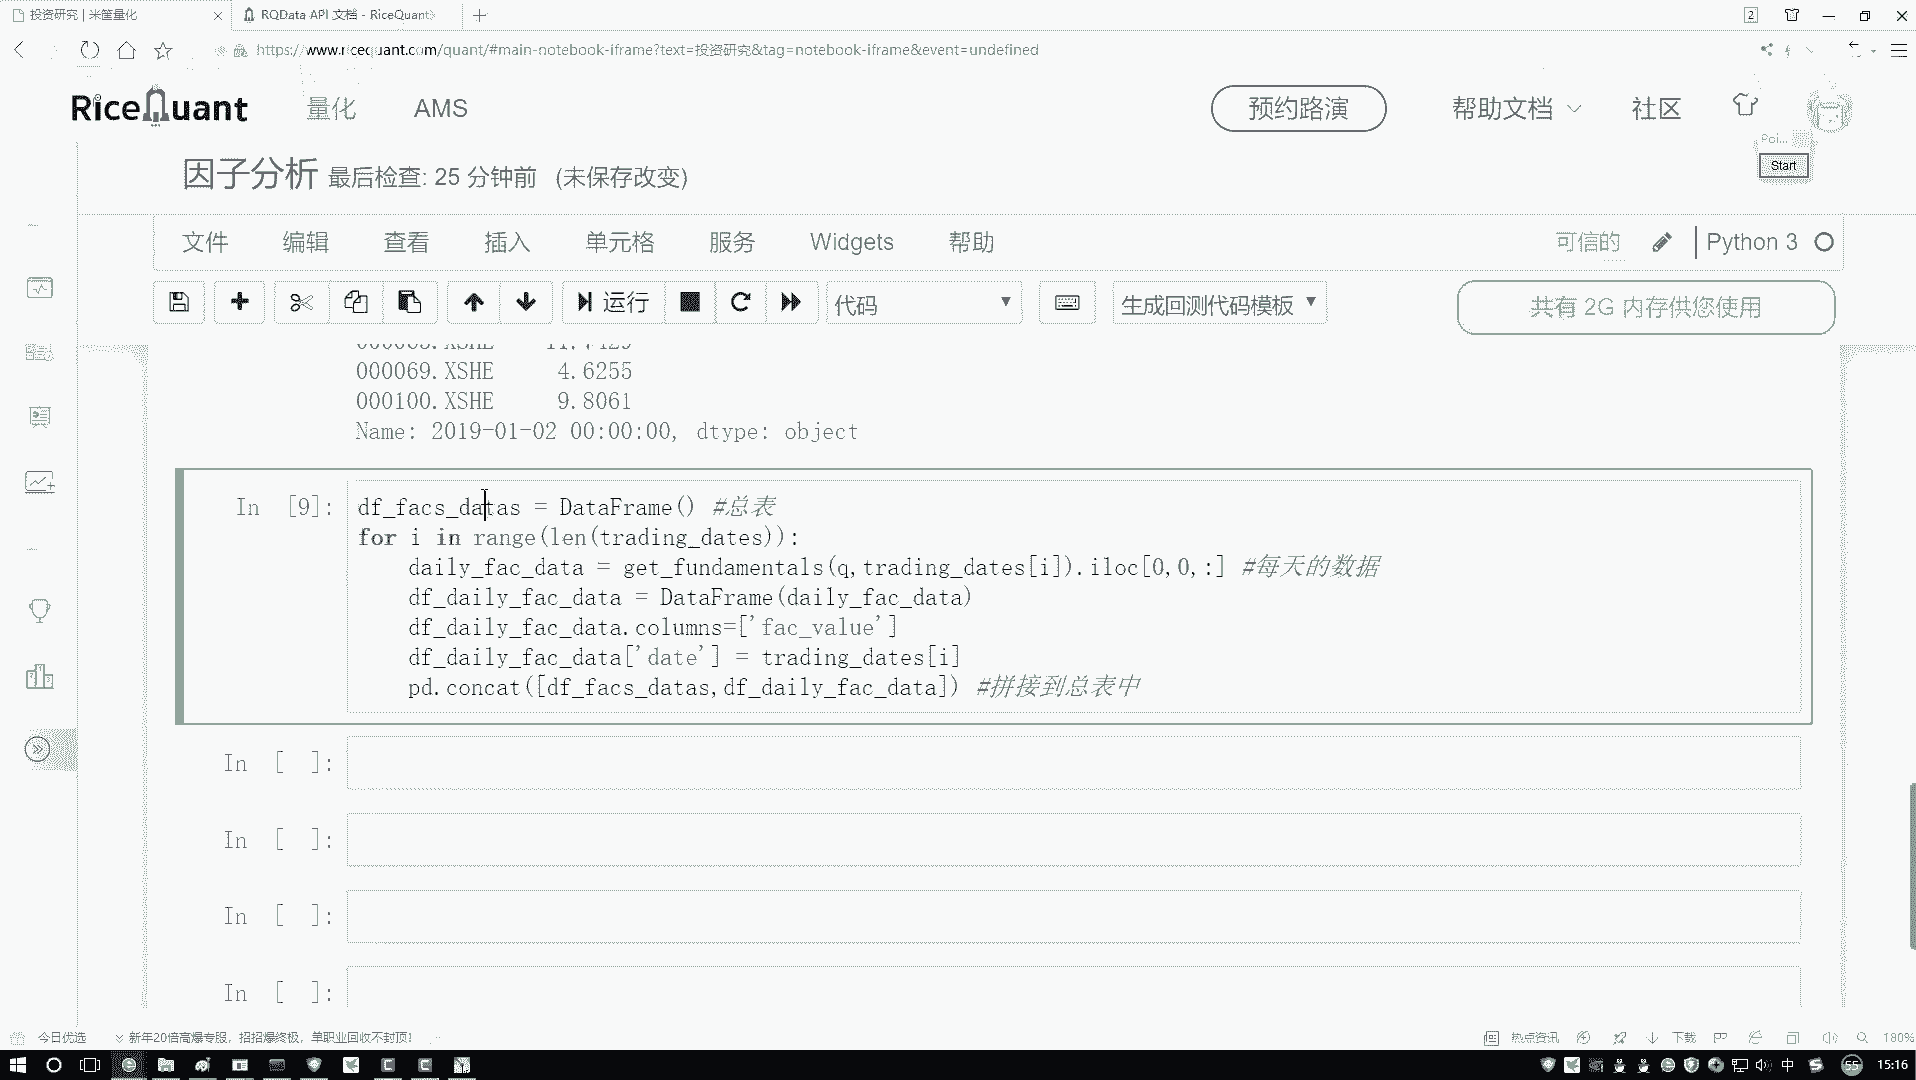 投资研究 | 米筐量化
RQData API 文档 - RiceQuant
2
https://www.ricequant.com/quant/#main-notebook-iframe?text=投资研究&tag=notebook-iframe&event=undefined
RiceQuant 量化 AMS 预约路演 帮助文档 社区
Poi...
Start
因子分析 最后检查: 25 分钟前 (未保存改变)
文件 编辑 查看 插入 单元格 服务 Widgets 帮助 可信的 Python 3
运行 代码 生成回测代码模板 共有 2G 内存供您使用
000069.XSHE 4.6255
000100.XSHE 9.8061
Name: 2019-01-02 00:00:00, dtype: object
In [9]: df_facs_datas = DataFrame() #总表
for i in range(len(trading_dates)):
daily_fac_data = get_fundamentals(q,trading_dates[i]).iloc[0,0,:] #每天的数据
df_daily_fac_data = DataFrame(daily_fac_data)
df_daily_fac_data.columns=['fac_value']
df_daily_fac_data['date'] = trading_dates[i]
pd.concat([df_facs_datas,df_daily_fac_data]) #拼接到总表中
In [ ]:
In [ ]:
In [ ]:
In [ ]:
今日优选 新年20倍高爆专服，招招爆终极，单职业回收不封顶！ 热点资讯 下载 180%
中 55 15:16